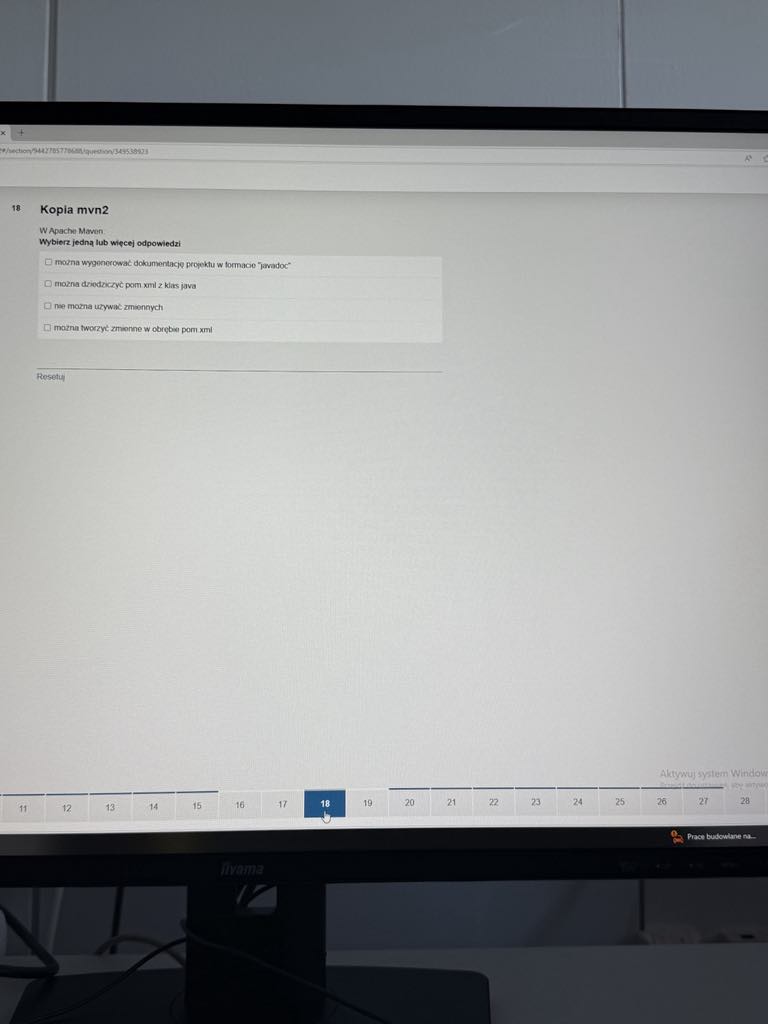 29/section/9442785778688/question/349538923
18 Kopia mvn2
W Apache Maven:
Wybierz jedną lub więcej odpowiedzi
można wygenerować dokumentację projektu w formacie "javadoc"
można dziedziczyć pom.xml z klas java
nie można używać zmiennych
można tworzyć zmienne w obrębie pom.xml
Resetuj
Aktywuj system Window
11 12 13 14 15 16 17 18 19 20 21 22 23 24 25 26 27 28
Prace budowlane na...
iiyama